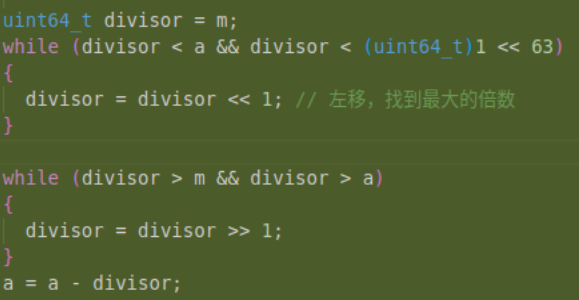 uint64_t divisor = m;
while (divisor < a && divisor < (uint64_t)1 << 63)
{
divisor = divisor << 1; // 左移，找到最大的倍数
}
while (divisor > m && divisor > a)
{
divisor = divisor >> 1;
}
a = a - divisor;